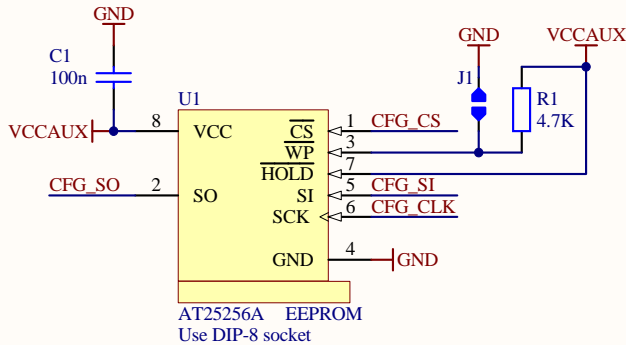 GND
GND
VCCAUX
C1
100n
J1
R1
4.7K
U1
VCCAUX
8
VCC
CS
1
CFG_CS
WP
3
HOLD
7
CFG_SO
2
SO
SI
5
CFG_SI
SCK
6
CFG_CLK
GND
4
GND
AT25256A EEPROM
Use DIP-8 socket